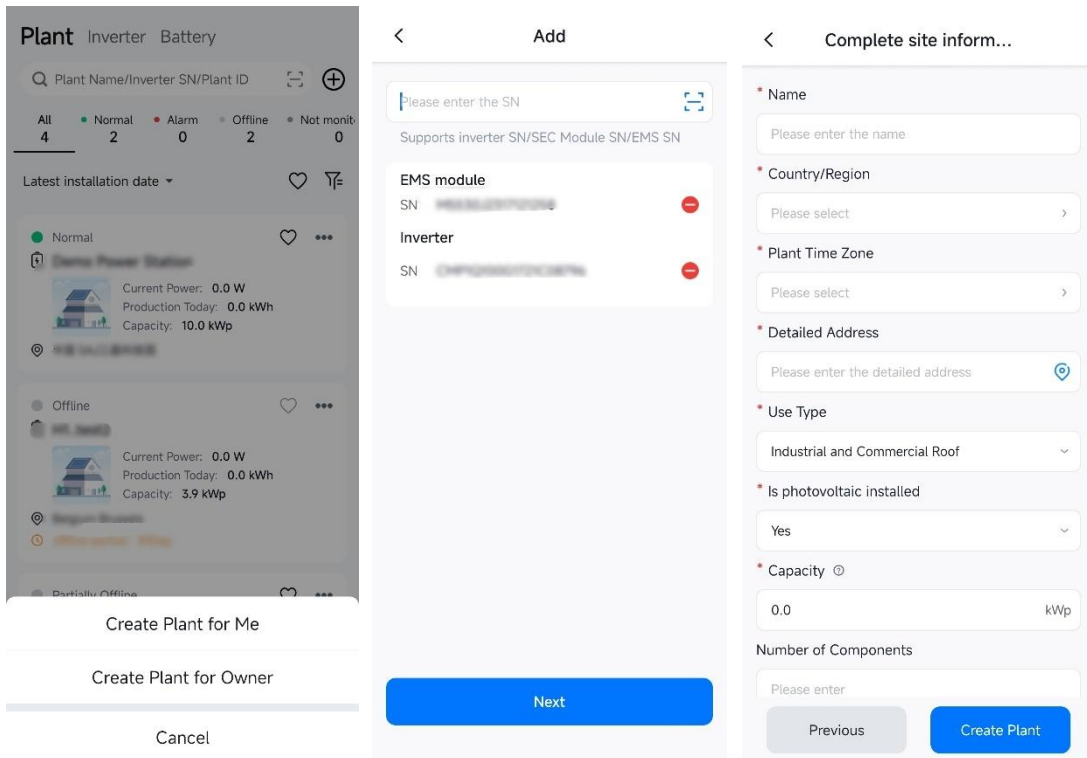 Plant Inverter Battery
Plant Name/Inverter SN/Plant ID
All Normal Alarm Offline Not monit
4 2 0 2 0
Latest installation date
Normal
Demo Power Station
Current Power: 0.0 W
Production Today: 0.0 kWh
Capacity: 10.0 kWp
Offline
Current Power: 0.0 W
Production Today: 0.0 kWh
Capacity: 3.9 kWp
Partially Offline
Create Plant for Me
Create Plant for Owner
Cancel
Add
Please enter the SN
Supports inverter SN/SEC Module SN/EMS SN
EMS module
SN
Inverter
SN
Next
Complete site inform...
* Name
Please enter the name
* Country/Region
Please select
* Plant Time Zone
Please select
* Detailed Address
Please enter the detailed address
* Use Type
Industrial and Commercial Roof
* Is photovoltaic installed
Yes
* Capacity
0.0 kWp
Number of Components
Please enter
Previous Create Plant